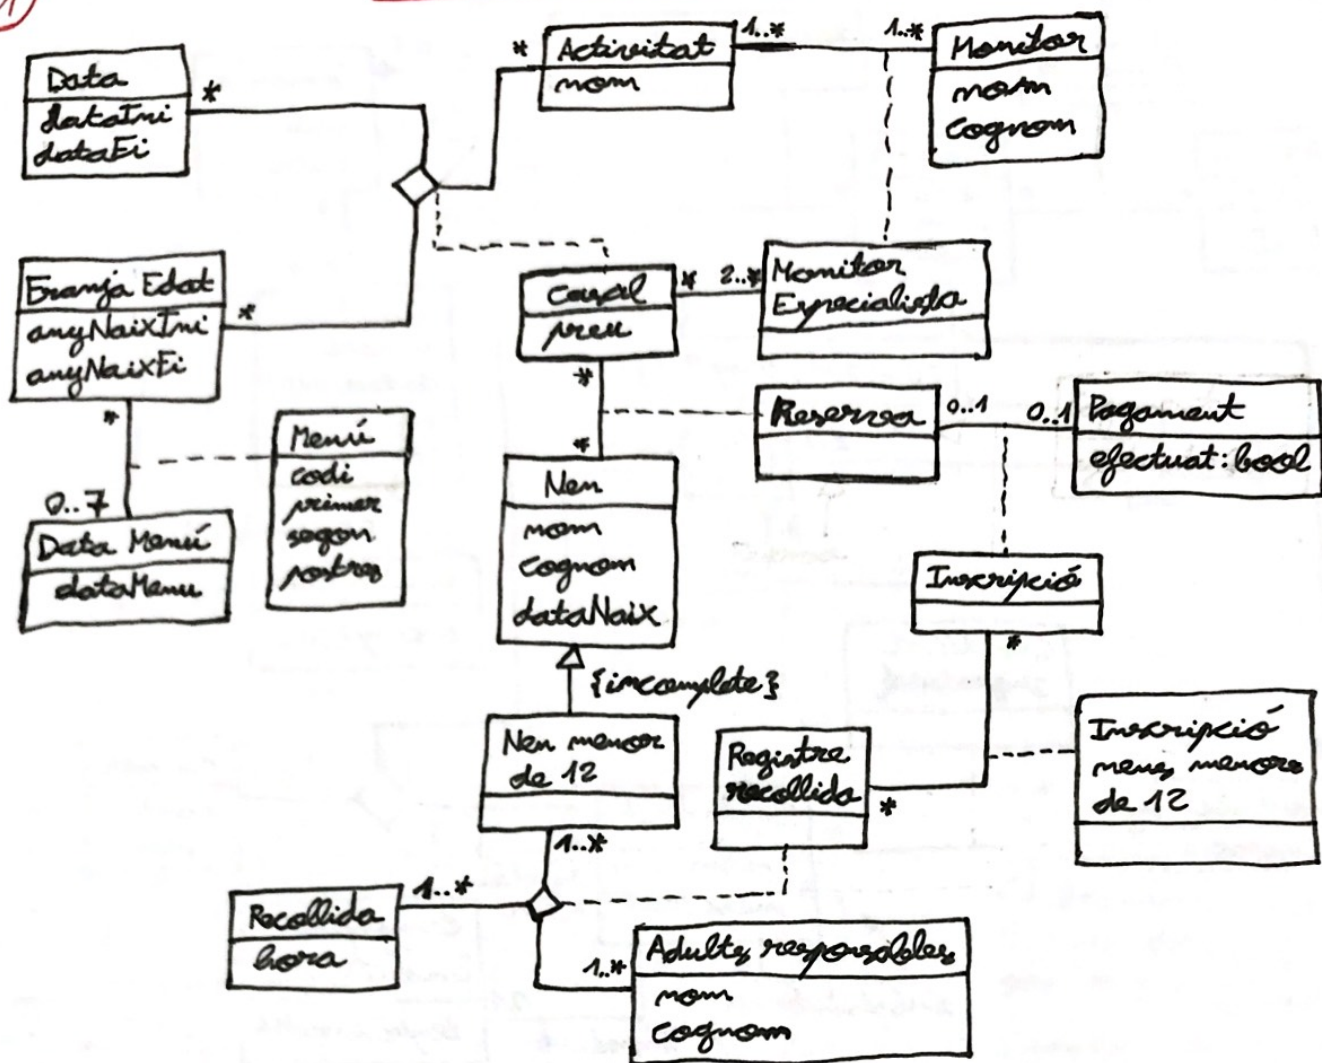 1)
Data
dataIni
dataFi
*
*
Activitat
nom
1..*
1..*
Monitor
nom
cognom
Franja Edat
anyNaixIni
anyNaixFi
*
*
0..7
Data Menú
dataMenu
Menú
codi
primer
segon
postres
Casal
preu
*
2..*
Monitor
Especialista
*
*
Reserva
0..1
0..1
Pagament
efectuat: bool
Nen
nom
cognom
dataNaix
{incomplete}
Inscripció
*
*
Inscripció
nens menors
de 12
Nen menor
de 12
Registre
recollida
1..*
1..*
1..*
Recollida
hora
Adults responsables
nom
cognom